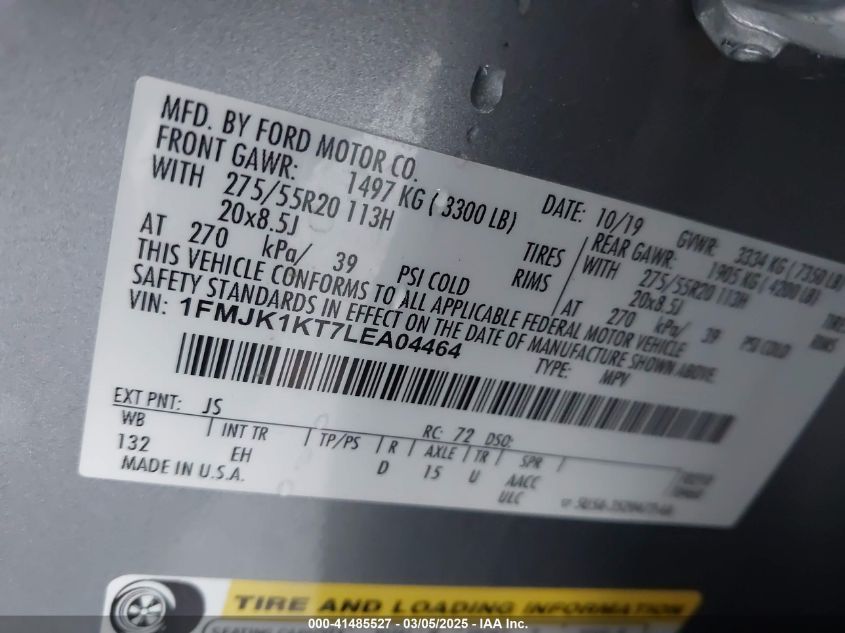 MFD. BY FORD MOTOR CO.
DATE: 10/19 GVWR: 3334 KG (7350 LB
FRONT GAWR: 1497 KG ( 3300 LB) REAR GAWR: 1905 KG (4200 LB)
WITH 275/55R20 113H TIRES WITH 275/55R20 113H TIRES
20x8.5J RIMS 20x8.5J RIMS
AT 270 kPa/ 39 PSI COLD AT 270 kPa/ 39 PSI COLD
THIS VEHICLE CONFORMS TO ALL APPLICABLE FEDERAL MOTOR VEHICLE
SAFETY STANDARDS IN EFFECT ON THE DATE OF MANUFACTURE SHOWN ABOVE.
VIN: 1FMJK1KT7LEA04464
TYPE: MPV
EXT PNT: JS RC: 72 DSO:
WB INT TR TP/PS R AXLE TR SPR
132 EH D 15 U AACC
MADE IN U.S.A. ULC
TIRE AND LOADING INFORMATION
000-41485527 - 03/05/2025 - IAA Inc.